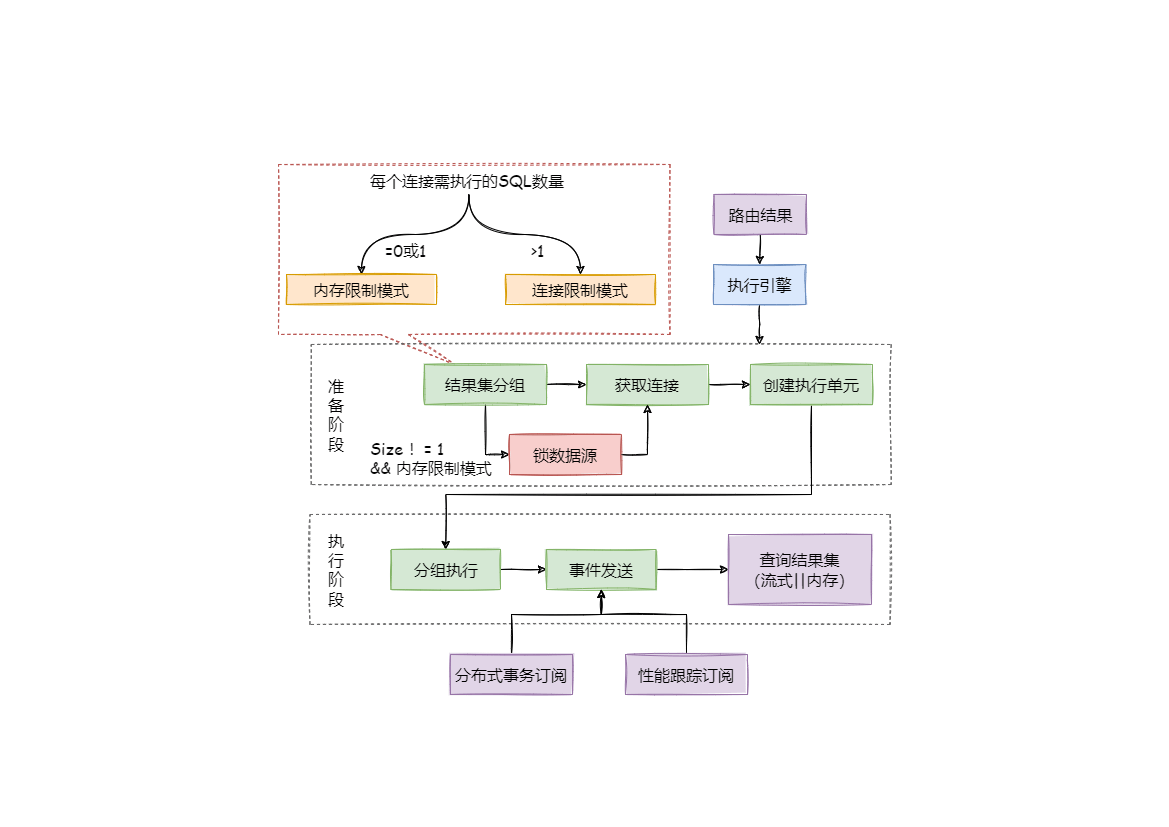 每个连接需执行的SQL数量
=0或1
>1
内存限制模式
连接限制模式
路由结果
执行引擎
准备阶段
结果集分组
获取连接
创建执行单元
Size ! = 1
&& 内存限制模式
锁数据源
执行阶段
分组执行
事件发送
查询结果集
(流式||内存)
分布式事务订阅
性能跟踪订阅